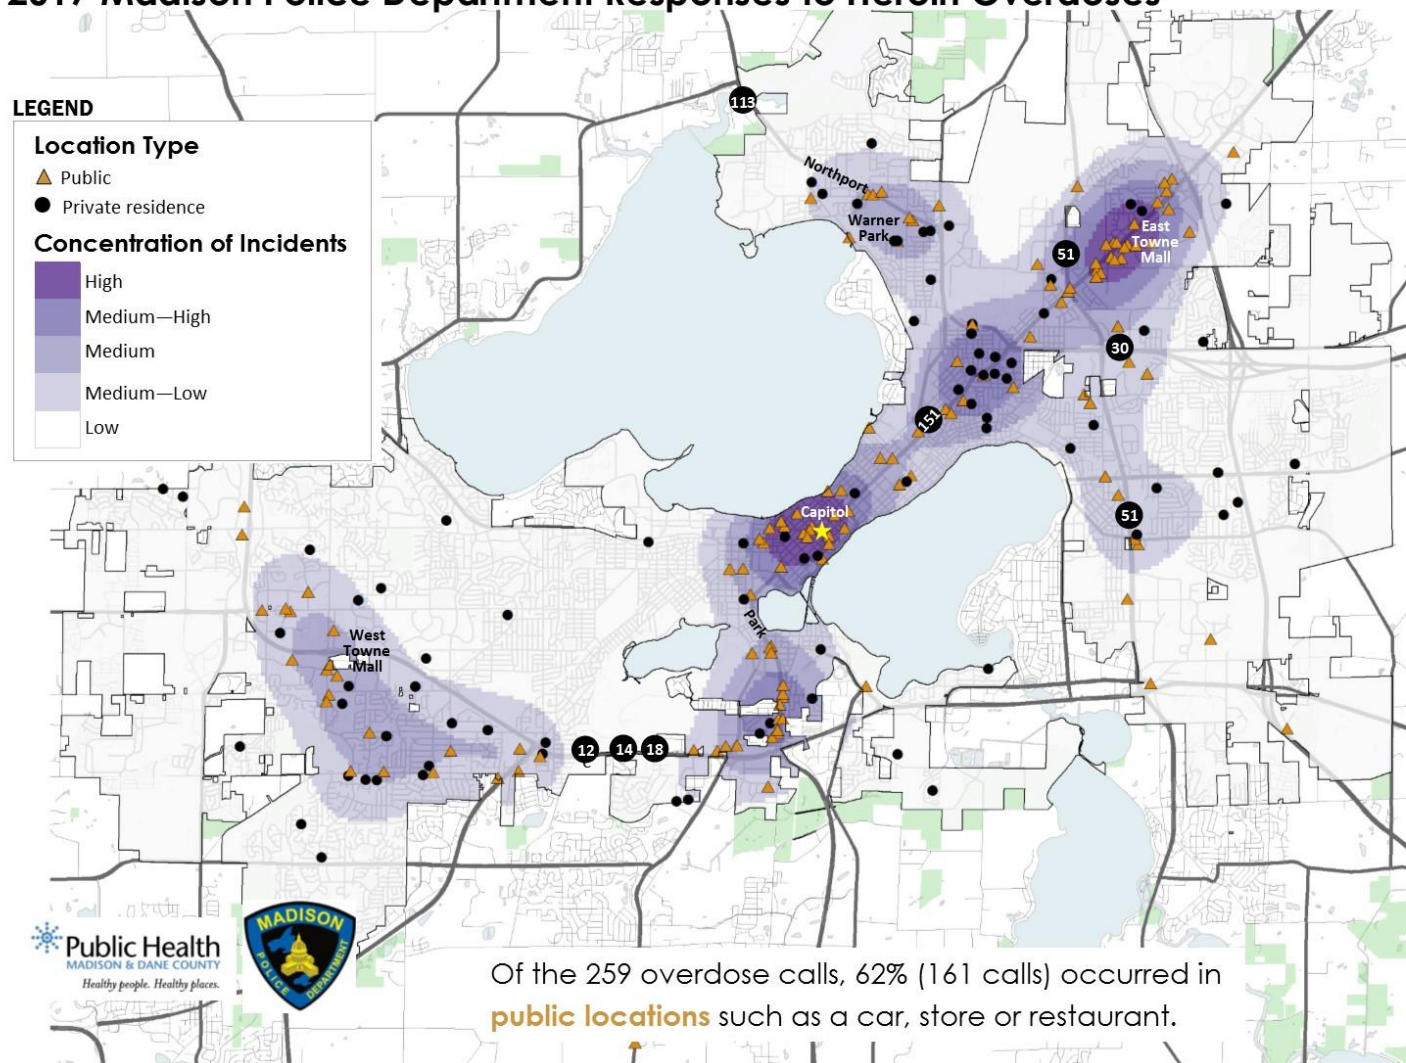 2017 Madison Police Department Responses to Heroin Overdoses
LEGEND
Location Type
Public
Private residence
Concentration of Incidents
High
Medium—High
Medium
Medium—Low
Low
113
Northport
Warner
Park
51
East
Towne
Mall
30
151
51
Capitol
Park
West
Towne
Mall
12
14
18
Public Health
MADISON & DANE COUNTY
Healthy people. Healthy places.
MADISON
POLICE
DEPARTMENT
Of the 259 overdose calls, 62% (161 calls) occurred in
public locations such as a car, store or restaurant.